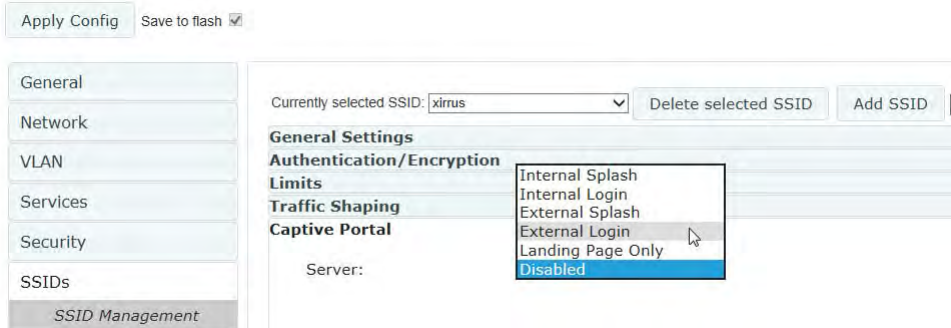 Apply Config Save to flash
General
Network
VLAN
Services
Security
SSIDs
SSID Management
Currently selected SSID: xirrus Delete selected SSID Add SSID
General Settings
Authentication/Encryption
Limits
Traffic Shaping
Captive Portal
Server:
Internal Splash
Internal Login
External Splash
External Login
Landing Page Only
Disabled